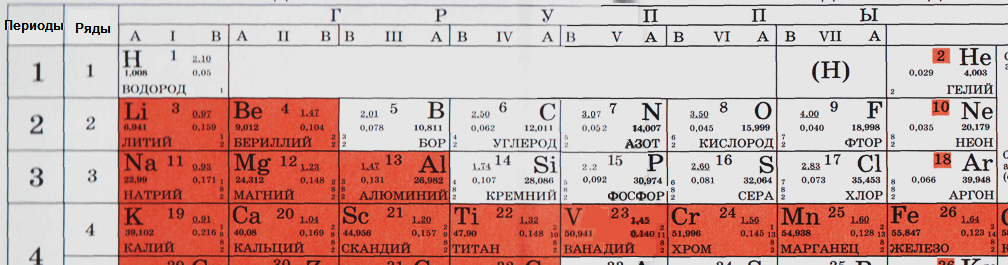 Периоды Ряды Г Р У П П Ы
А I В А II В В III А В IV А В V А В VI А В VII А
1 1 H 1 2.10 1,008 0,05 ВОДОРОД 1 (H) 2 He 0,029 4,003 2 ГЕЛИЙ
2 2 Li 3 0,97 6,941 0,159 ЛИТИЙ Be 4 1,47 9,012 0,104 БЕРИЛЛИЙ 2,01 5 B 0,078 10,811 БОР 2,50 6 C 0,062 12,011 УГЛЕРОД 3,07 7 N 0,052 14,007 АЗОТ 3,50 8 O 0,045 15,999 КИСЛОРОД 4,00 9 F 0,040 18,998 ФТОР 10 Ne 0,035 20,179 НЕОН
3 3 Na 11 0,93 22,99 0,171 НАТРИЙ Mg 12 1,23 24,312 0,148 МАГНИЙ 1,47 13 Al 0,131 26,982 АЛЮМИНИЙ 1,74 14 Si 0,107 28,086 КРЕМНИЙ 2,2 15 P 0,092 30,974 ФОСФОР 2,60 16 S 0,081 32,064 СЕРА 2,83 17 Cl 0,073 35,453 ХЛОР 18 Ar 0,066 39,948 АРГОН
4 4 K 19 0,91 39,102 0,216 КАЛИЙ Ca 20 1,04 40,08 0,169 КАЛЬЦИЙ Sc 21 1,20 44,956 0,157 СКАНДИЙ Ti 22 1,32 47,90 0,148 ТИТАН V 23 1,45 50,941 0,140 ВАНАДИЙ Cr 24 1,56 51,996 0,145 ХРОМ Mn 25 1,60 54,938 0,128 МАРГАНЕЦ Fe 26 1,64 55,847 0,123 ЖЕЛЕЗО